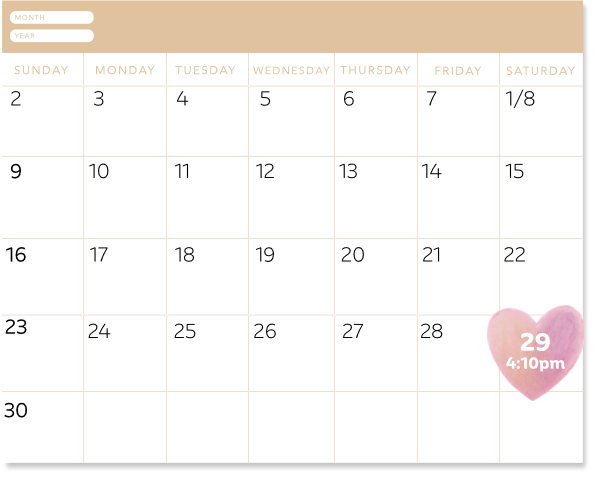 MONTH
YEAR
SUNDAY MONDAY TUESDAY WEDNESDAY THURSDAY FRIDAY SATURDAY
2 3 4 5 6 7 1/8
9 10 11 12 13 14 15
16 17 18 19 20 21 22
23 24 25 26 27 28 29
4:10pm
30